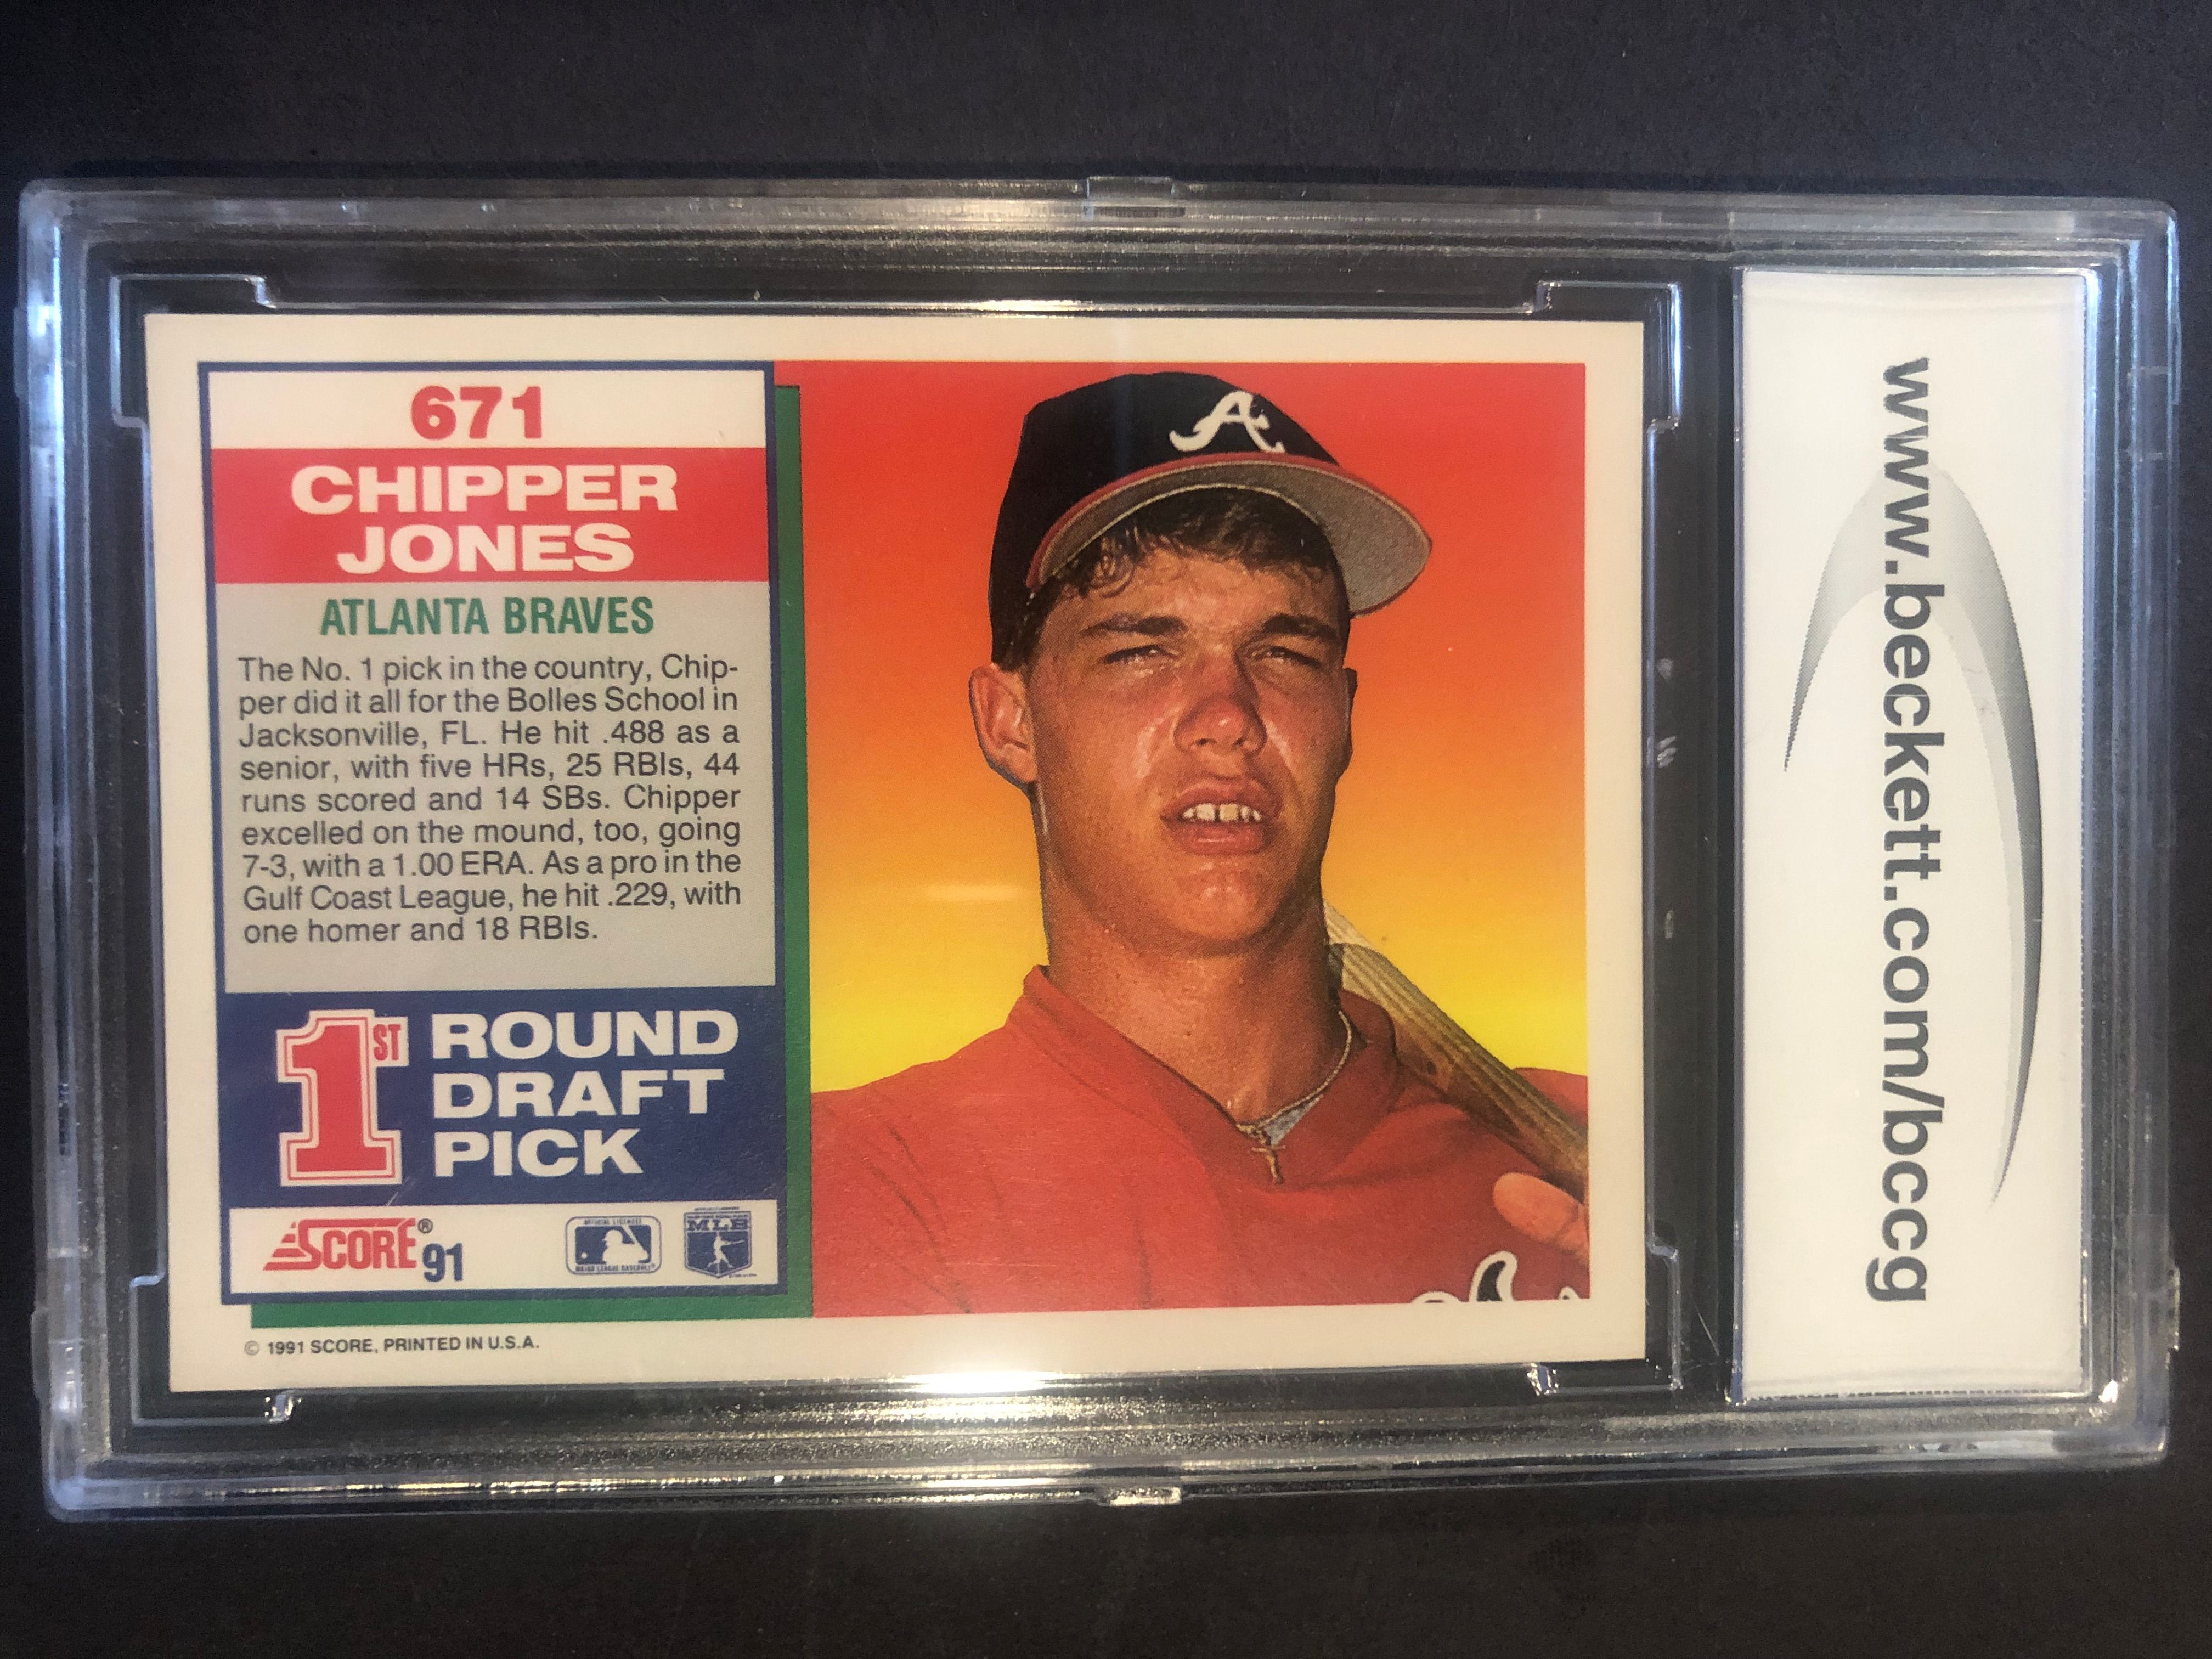 671
CHIPPER
JONES
ATLANTA BRAVES
The No. 1 pick in the country, Chip-
per did it all for the Bolles School in
Jacksonville, FL. He hit .488 as a
senior, with five HRs, 25 RBIs, 44
runs scored and 14 SBs. Chipper
excelled on the mound, too, going
7-3, with a 1.00 ERA. As a pro in the
Gulf Coast League, he hit .229, with
one homer and 18 RBIs.
1ST ROUND
DRAFT
PICK
SCORE® 91
MLB
© 1991 SCORE, PRINTED IN U.S.A.
A
www.beckett.com/bccg